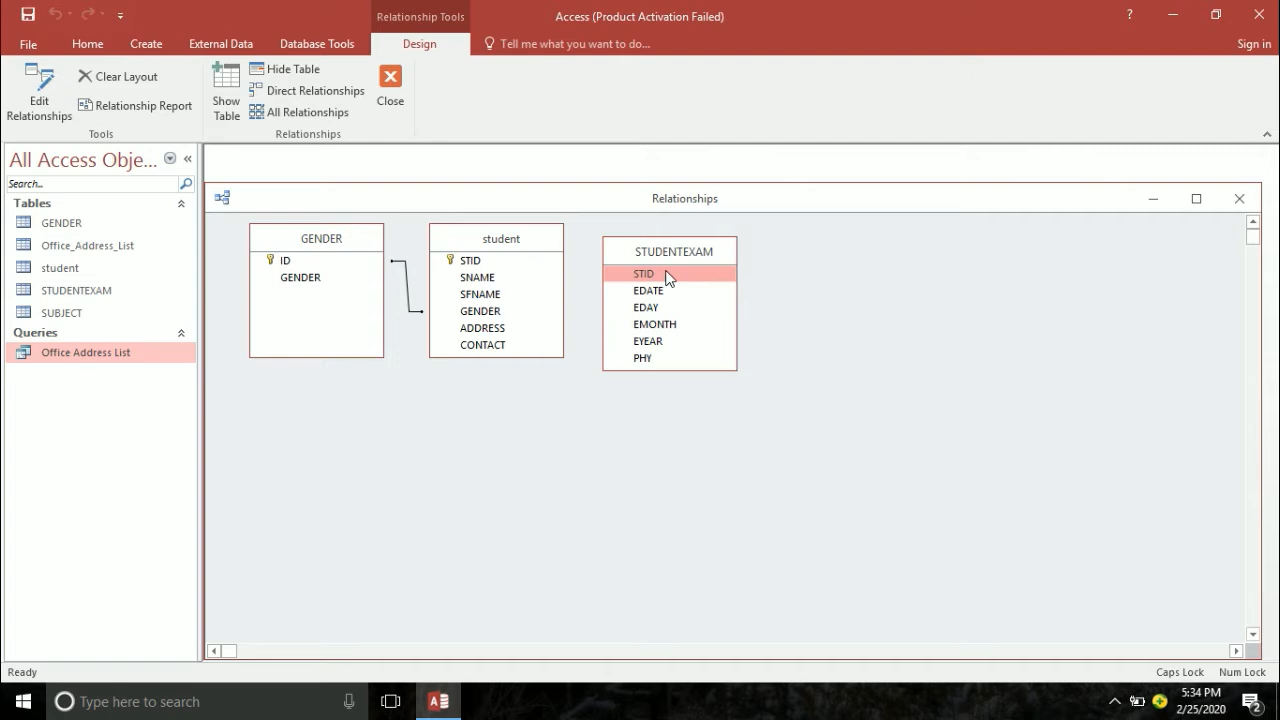 Relationship Tools
Access (Product Activation Failed)
?
File
Home
Create
External Data
Database Tools
Design
Tell me what you want to do...
Sign in
Edit
Relationships
Clear Layout
Relationship Report
Tools
Show
Table
Hide Table
Direct Relationships
All Relationships
Relationships
Close
All Access Obje...
Search...
Tables
GENDER
Office_Address_List
student
STUDENTEXAM
SUBJECT
Queries
Office Address List
Relationships
GENDER
ID
GENDER
student
STID
SNAME
SFNAME
GENDER
ADDRESS
CONTACT
STUDENTEXAM
STID
EDATE
EDAY
EMONTH
EYEAR
PHY
Ready
Caps Lock
Num Lock
Type here to search
5:34 PM
2/25/2020
2